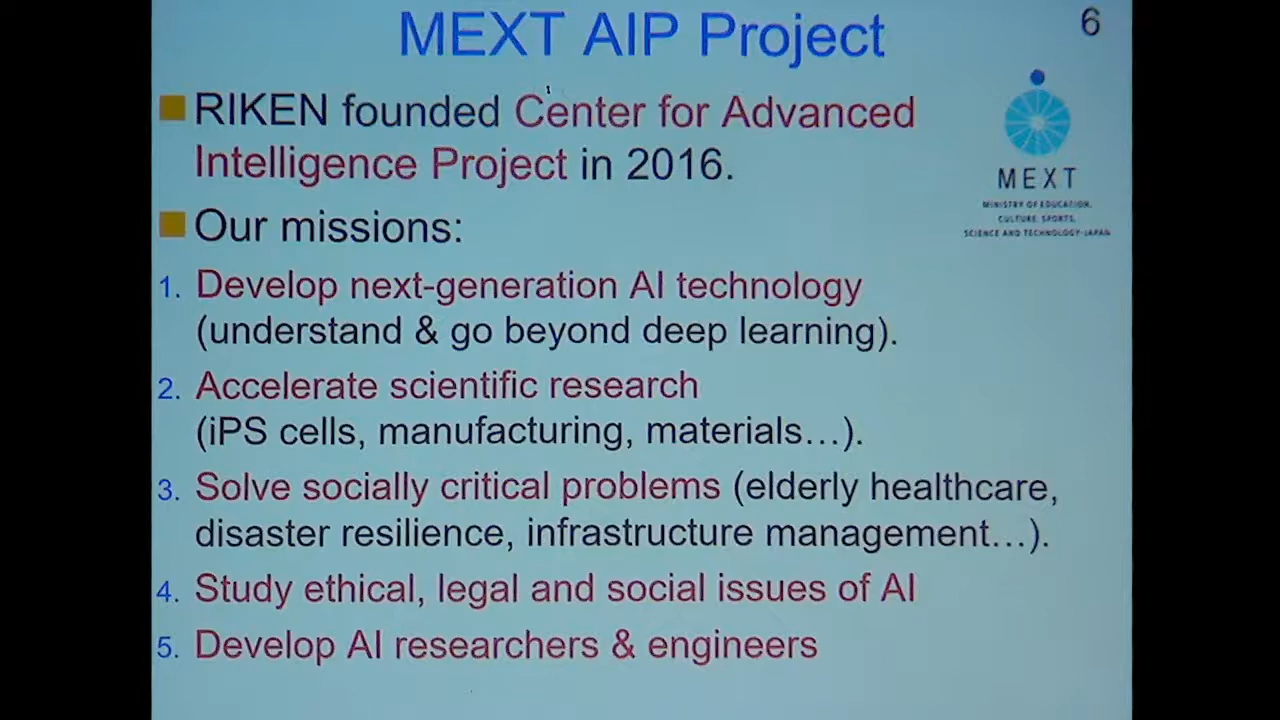 MEXT AIP Project
6
RIKEN founded Center for Advanced
Intelligence Project in 2016.
MEXT
MINISTRY OF EDUCATION,
CULTURE, SPORTS,
SCIENCE AND TECHNOLOGY-JAPAN
Our missions:
1. Develop next-generation AI technology
(understand & go beyond deep learning).
2. Accelerate scientific research
(iPS cells, manufacturing, materials…).
3. Solve socially critical problems (elderly healthcare,
disaster resilience, infrastructure management…).
4. Study ethical, legal and social issues of AI
5. Develop AI researchers & engineers